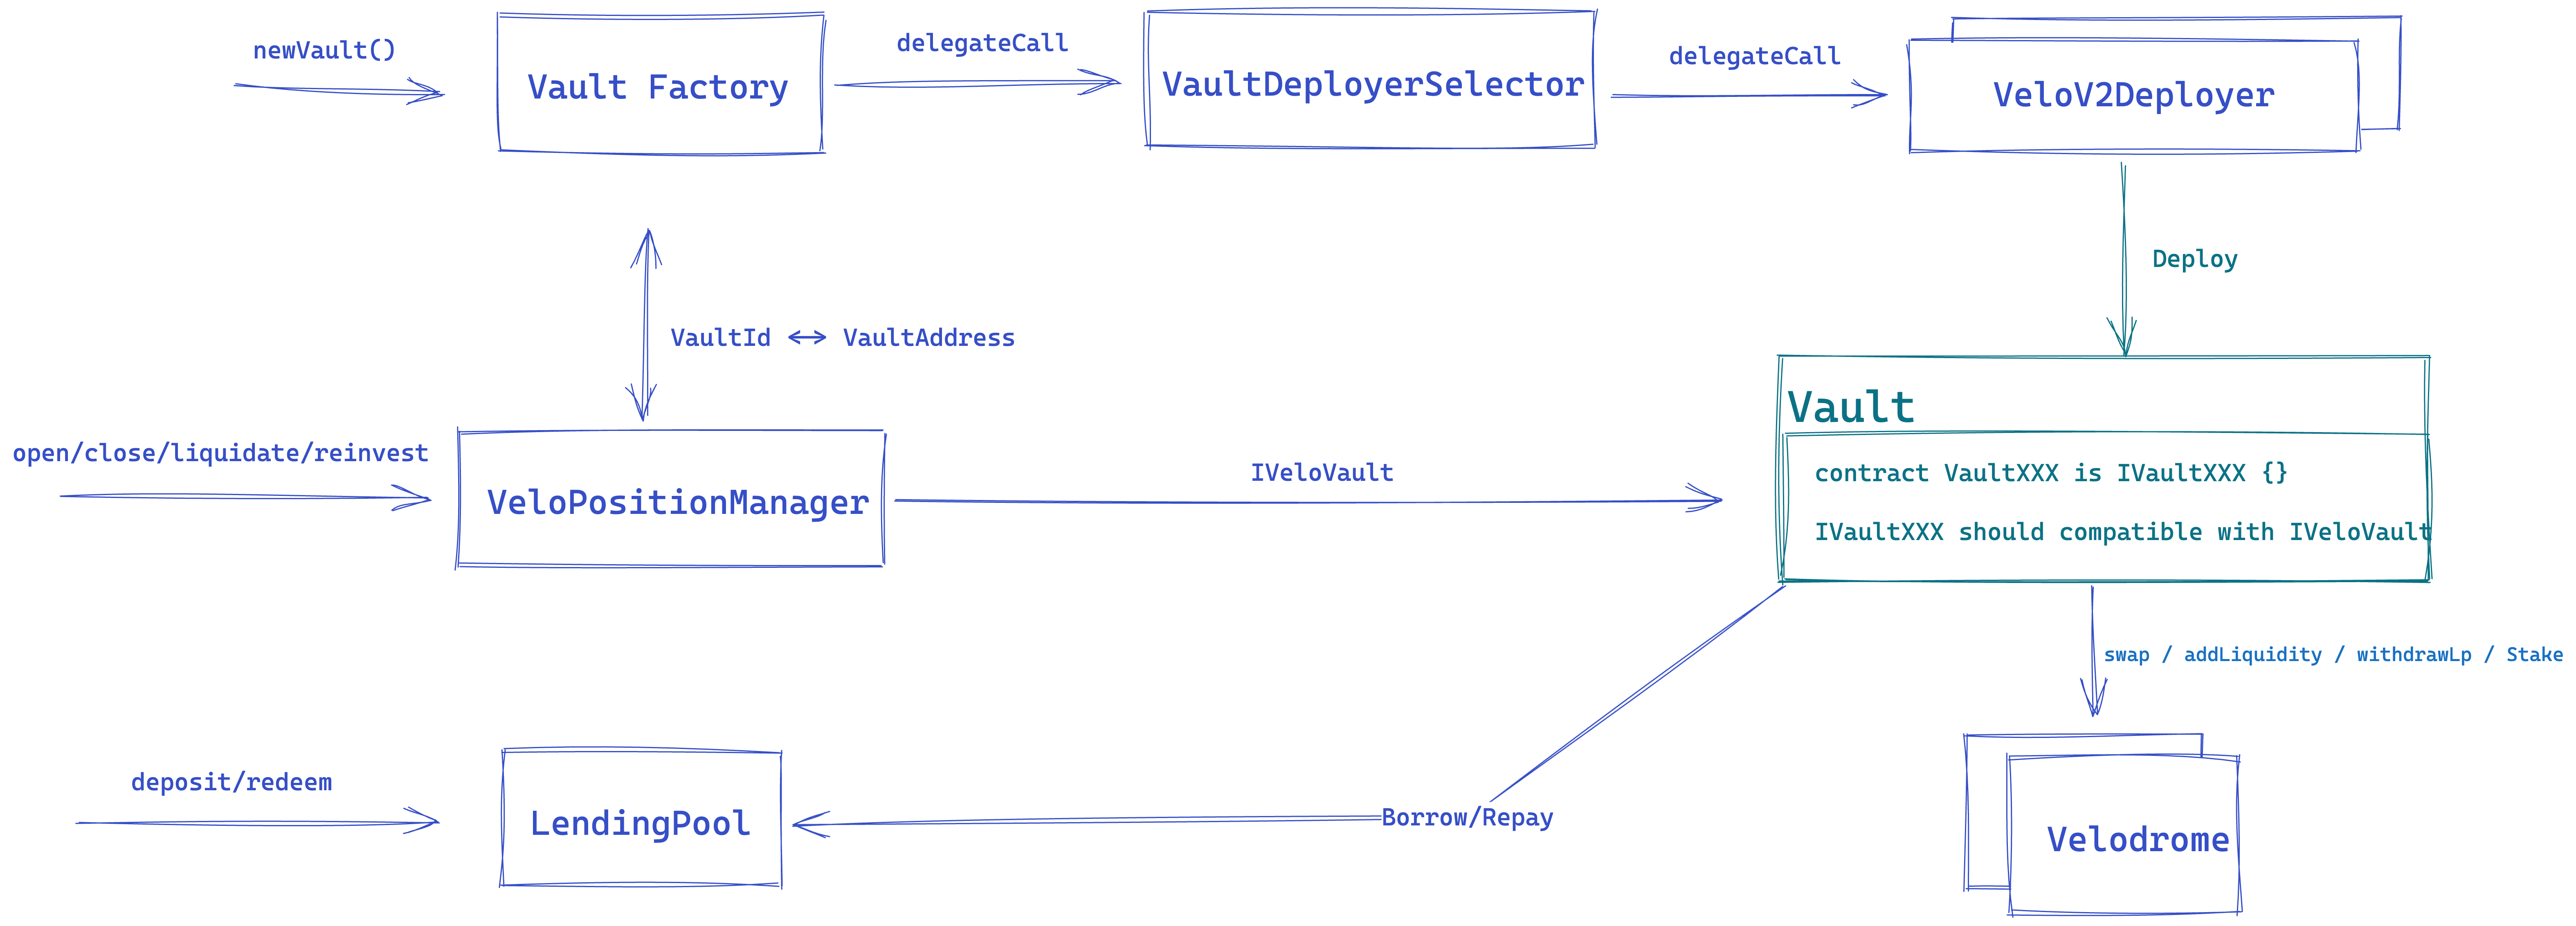 newVault()
Vault Factory
delegateCall
VaultDeployerSelector
delegateCall
VeloV2Deployer
Deploy
VaultId <-> VaultAddress
open/close/liquidate/reinvest
VeloPositionManager
IVeloVault
Vault
contract VaultXXX is IVaultXXX {}
IVaultXXX should compatible with IVeloVault
swap / addLiquidity / withdrawLp / Stake
deposit/redeem
LendingPool
Borrow/Repay
Velodrome